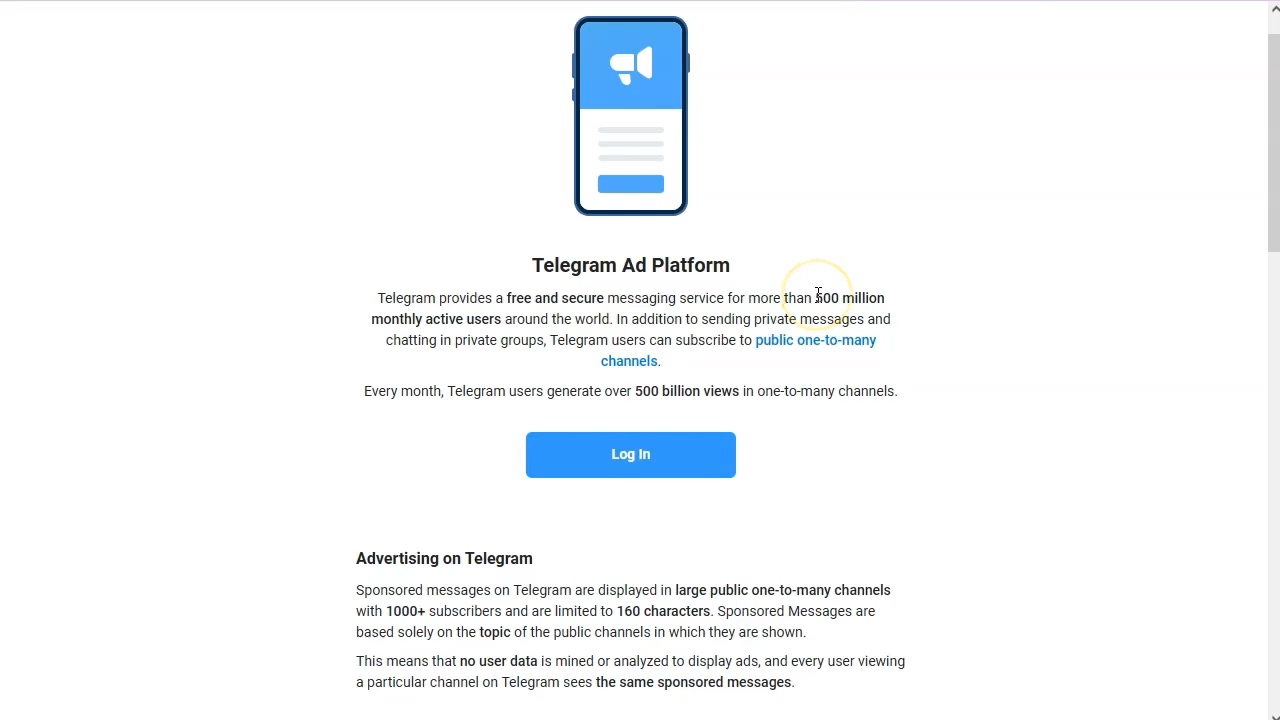 Telegram Ad Platform
Telegram provides a free and secure messaging service for more than 500 million
monthly active users around the world. In addition to sending private messages and
chatting in private groups, Telegram users can subscribe to public one-to-many
channels.
Every month, Telegram users generate over 500 billion views in one-to-many channels.
Log In
Advertising on Telegram
Sponsored messages on Telegram are displayed in large public one-to-many channels
with 1000+ subscribers and are limited to 160 characters. Sponsored Messages are
based solely on the topic of the public channels in which they are shown.
This means that no user data is mined or analyzed to display ads, and every user viewing
a particular channel on Telegram sees the same sponsored messages.